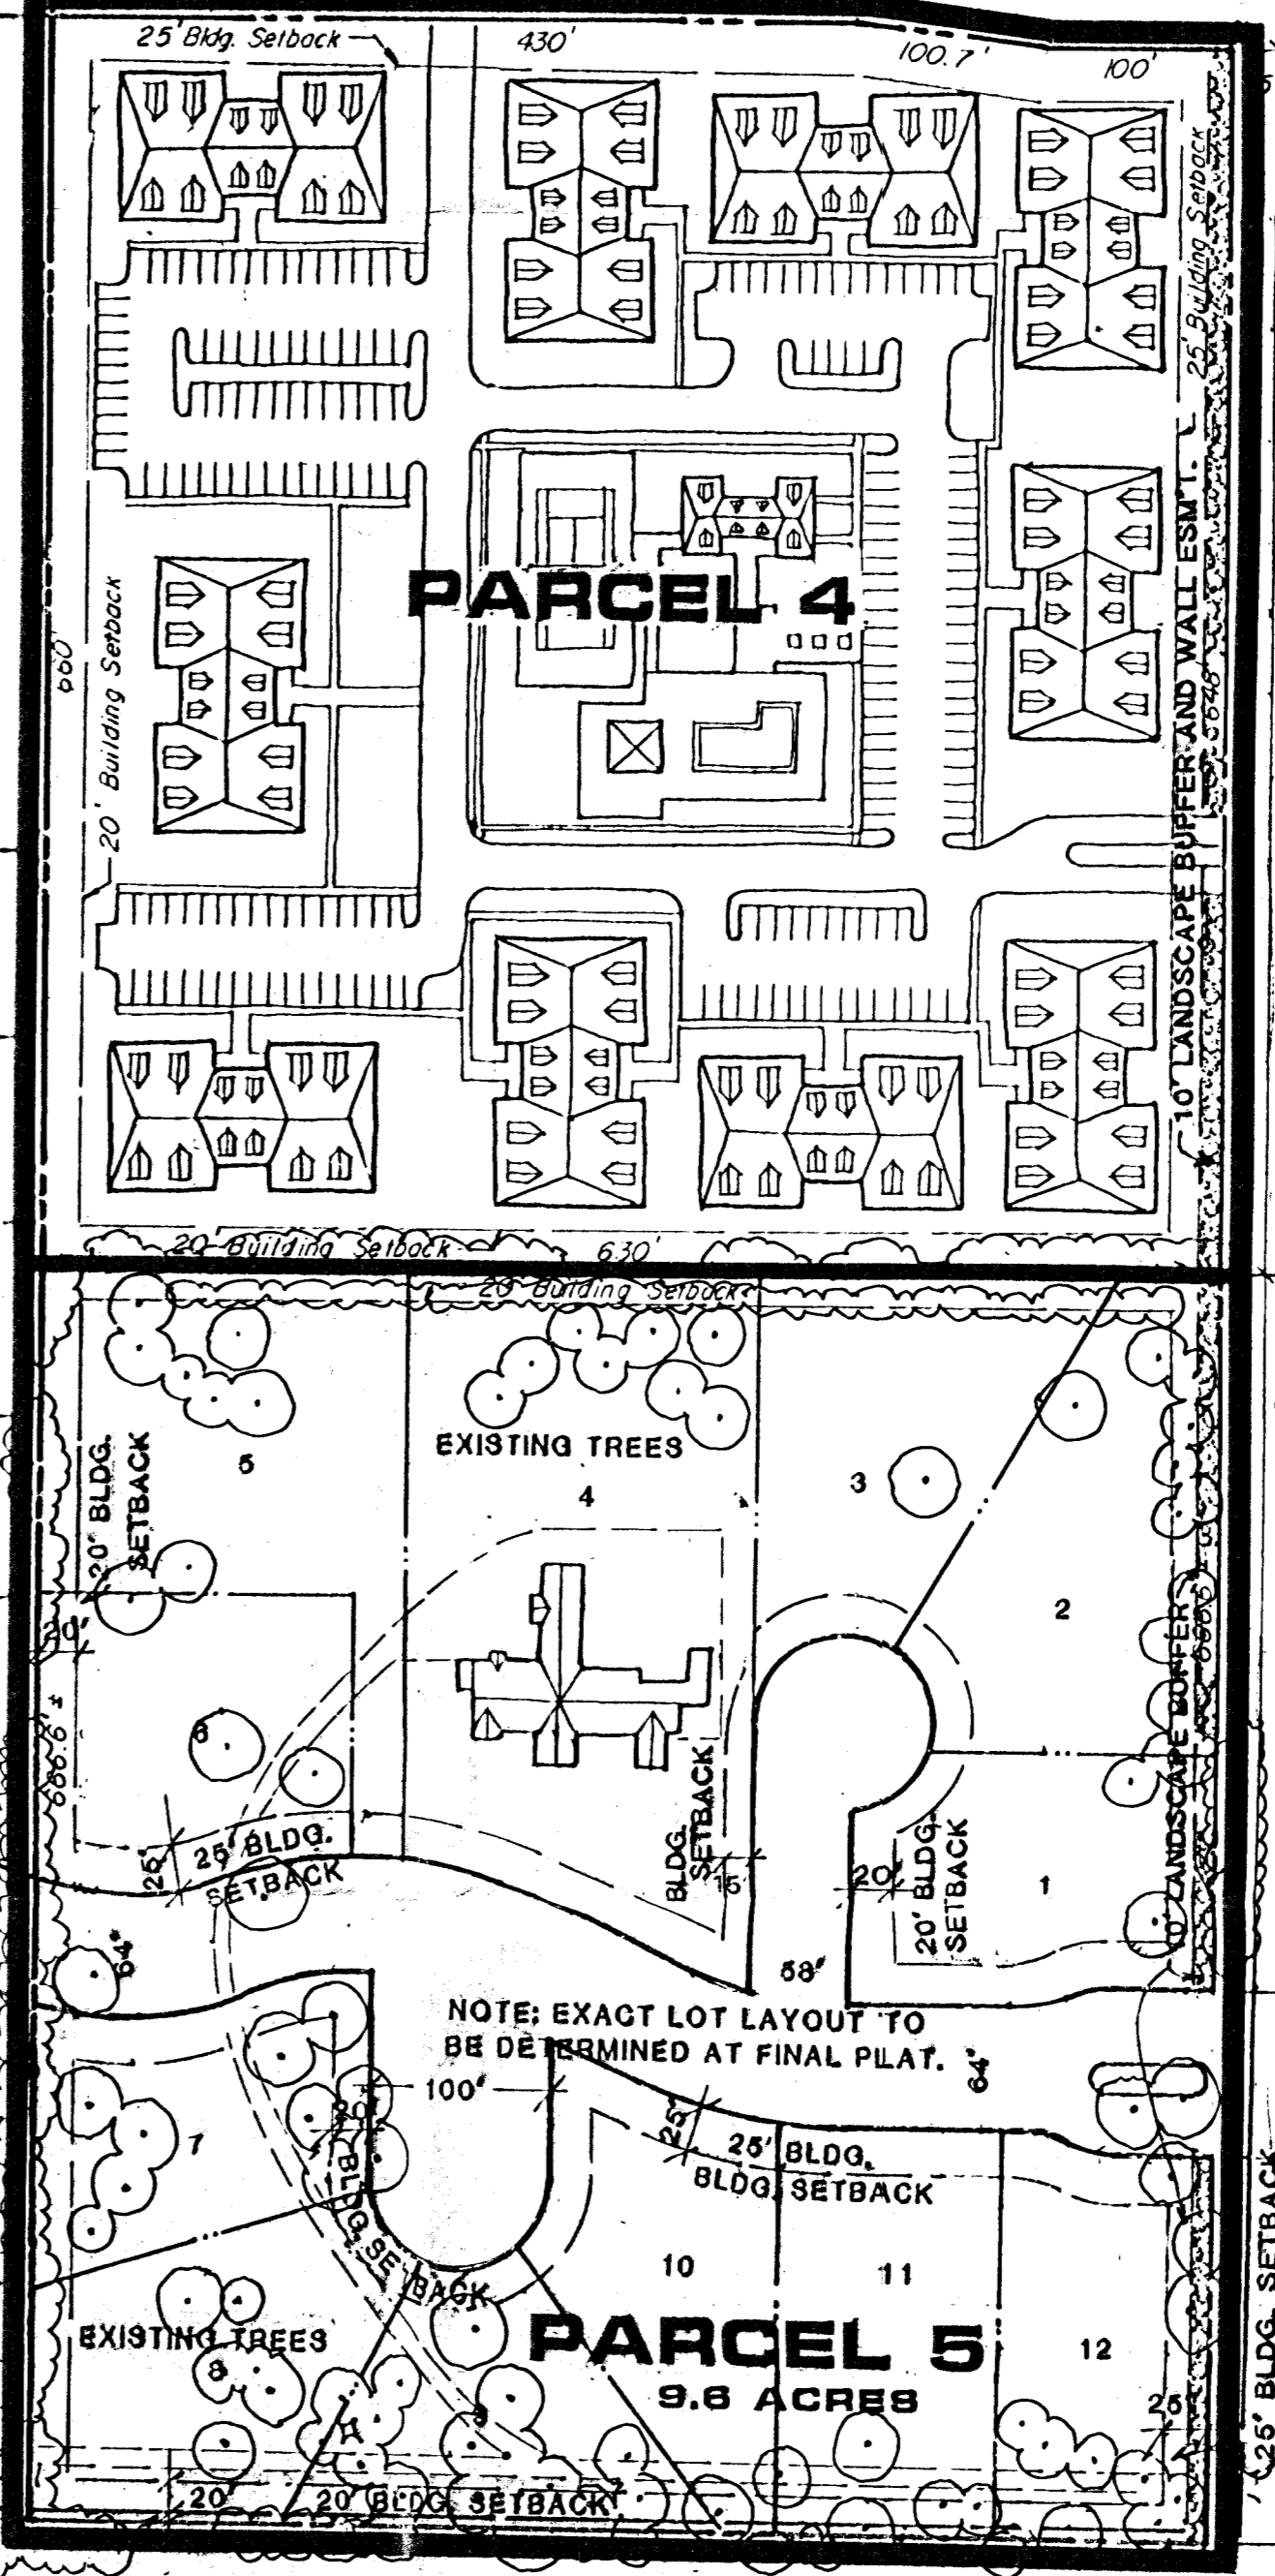 25' Bldg. Setback
430'
100.7'
100'
25' Building Setback
660'
20' Building Setback
PARCEL 4
10' LANDSCAPE BUFFER AND WALL ESM'T.
648'
20' Building Setback
630'
20' Building Setback
20' BLDG.
SETBACK
5
EXISTING TREES
4
3
2
20'
666.6' ±
6
10' LANDSCAPE BUFFER
25'
25' BLDG.
SETBACK
BLDG.
SETBACK
15'
20'
20' BLDG.
SETBACK
1
64'
58'
NOTE: EXACT LOT LAYOUT TO
BE DETERMINED AT FINAL PLAT.
64'
100'
20'
7
BLDG. SETBACK
25'
25' BLDG.
BLDG. SETBACK
10
11
12
EXISTING TREES
8
9
PARCEL 5
9.6 ACRES
25'
25' BLDG. SETBACK
20'
20' BLDG. SETBACK